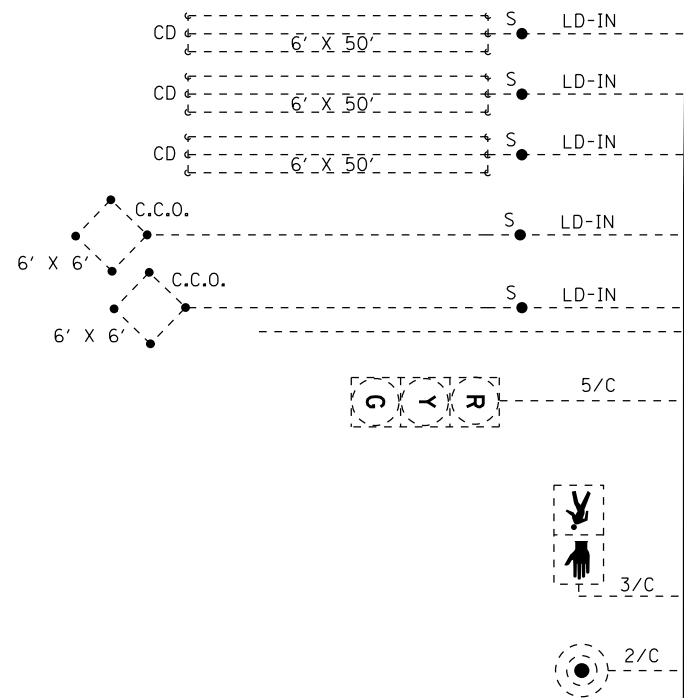 CD 6' X 50' S LD-IN
CD 6' X 50' S LD-IN
CD 6' X 50' S LD-IN
C.C.O. S LD-IN
6' X 6'
C.C.O. S LD-IN
6' X 6'
5/C
G Y R
3/C
2/C